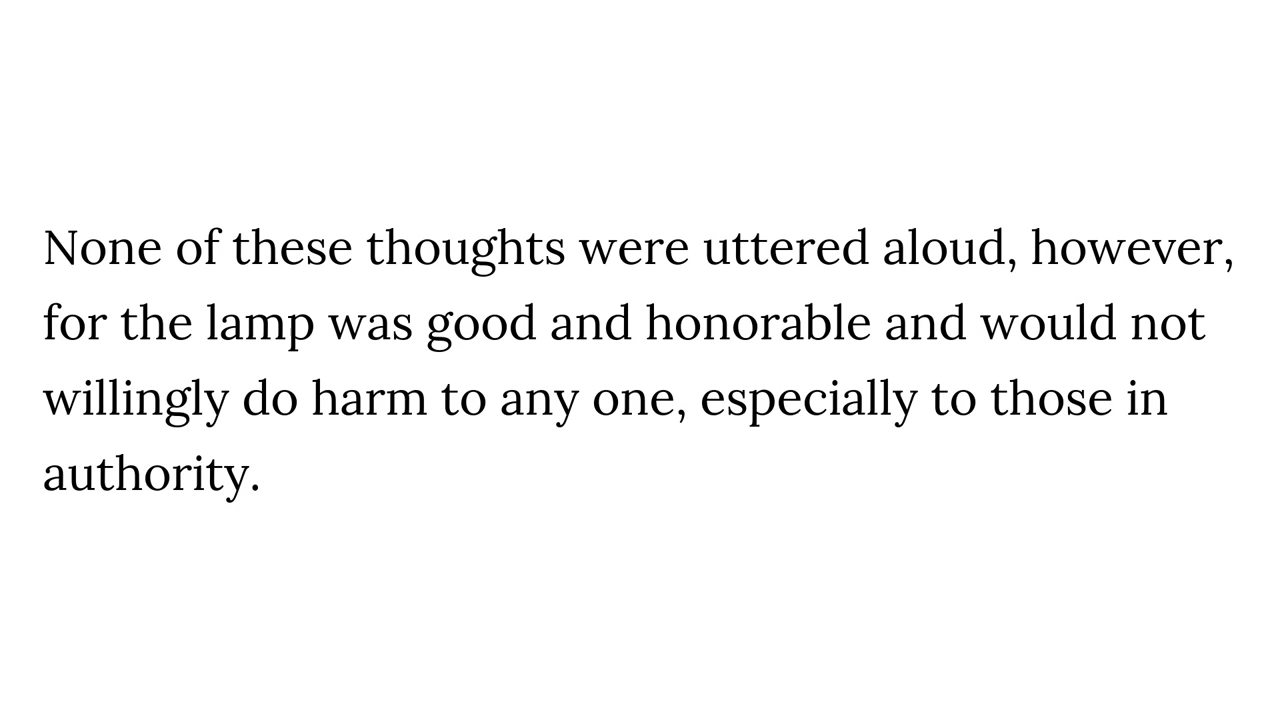 None of these thoughts were uttered aloud, however,
for the lamp was good and honorable and would not
willingly do harm to any one, especially to those in
authority.